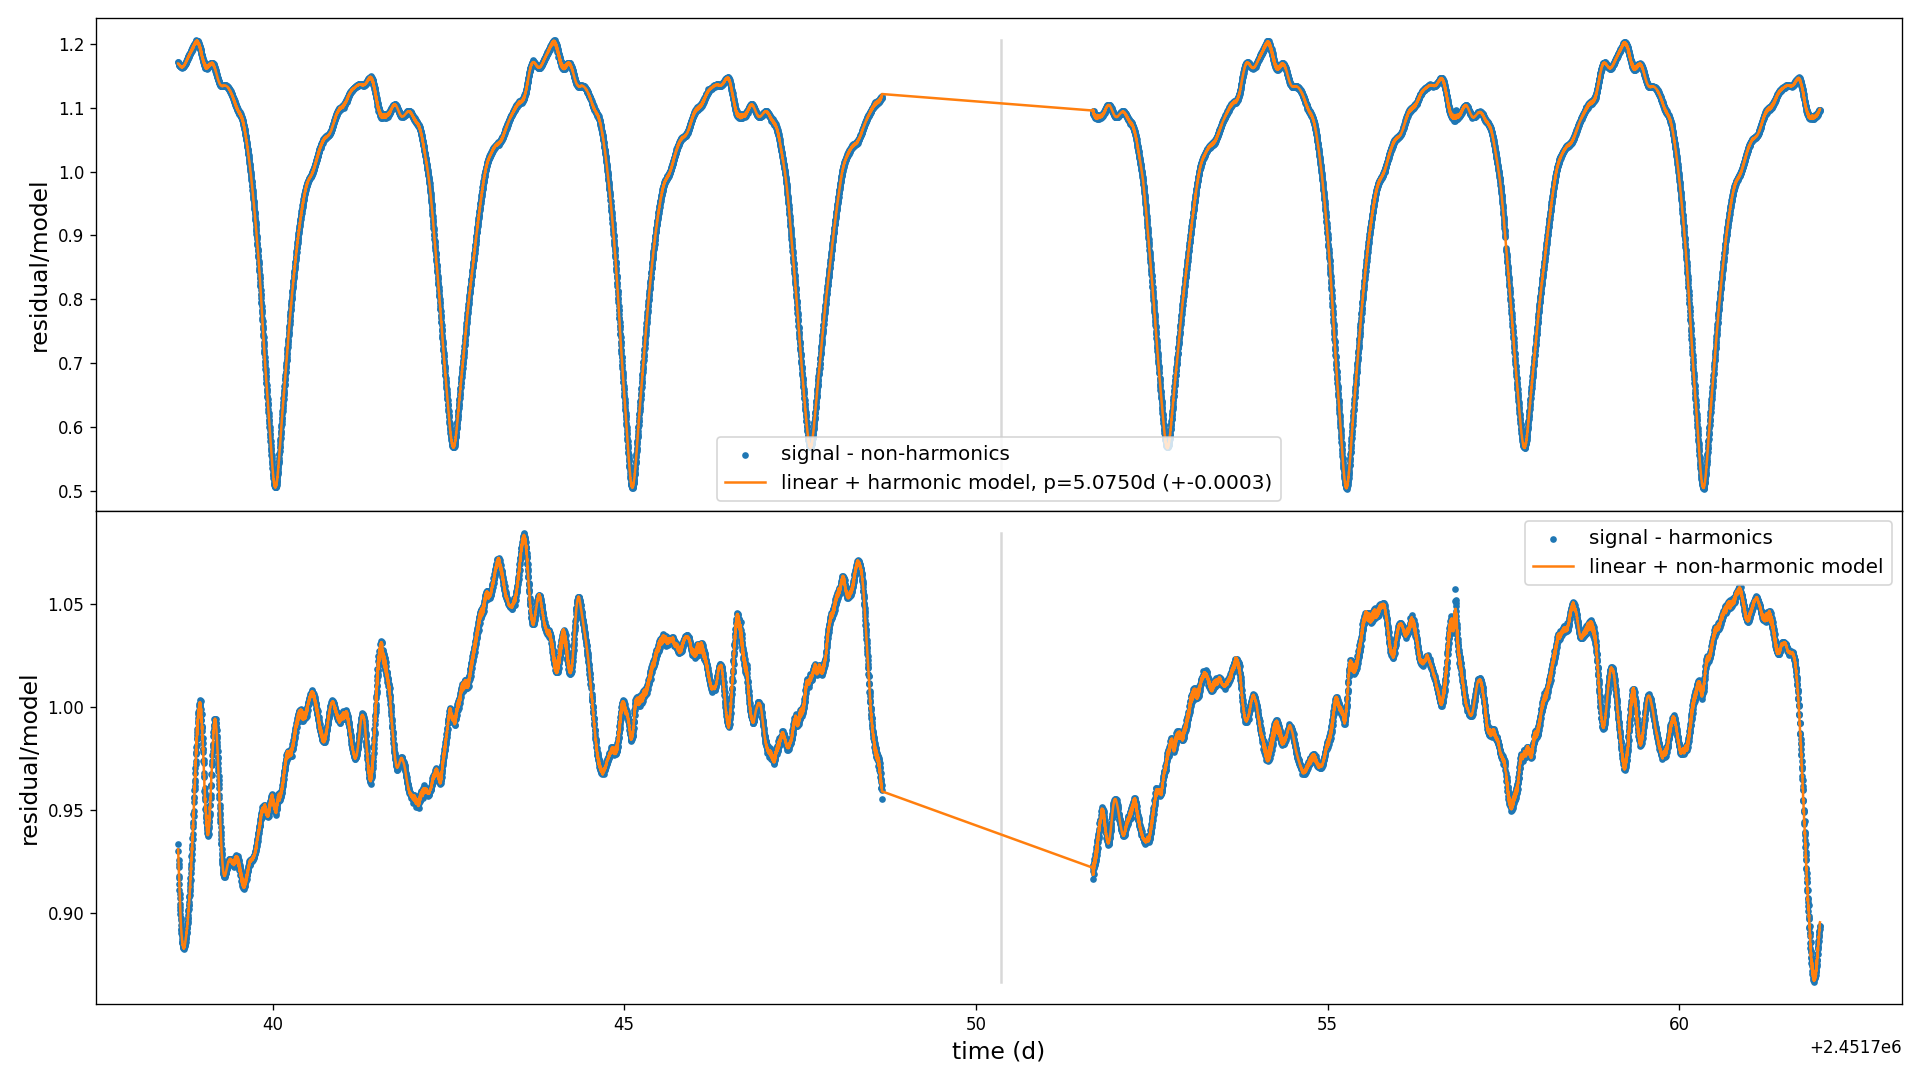 1.2
1.1
1.0
0.9
0.8
0.7
0.6
0.5
residual/model
signal - non-harmonics
linear + harmonic model, p=5.0750d (+-0.0003)
signal - harmonics
linear + non-harmonic model
1.05
1.00
0.95
0.90
residual/model
40
45
50
55
60
time (d)
+2.4517e6